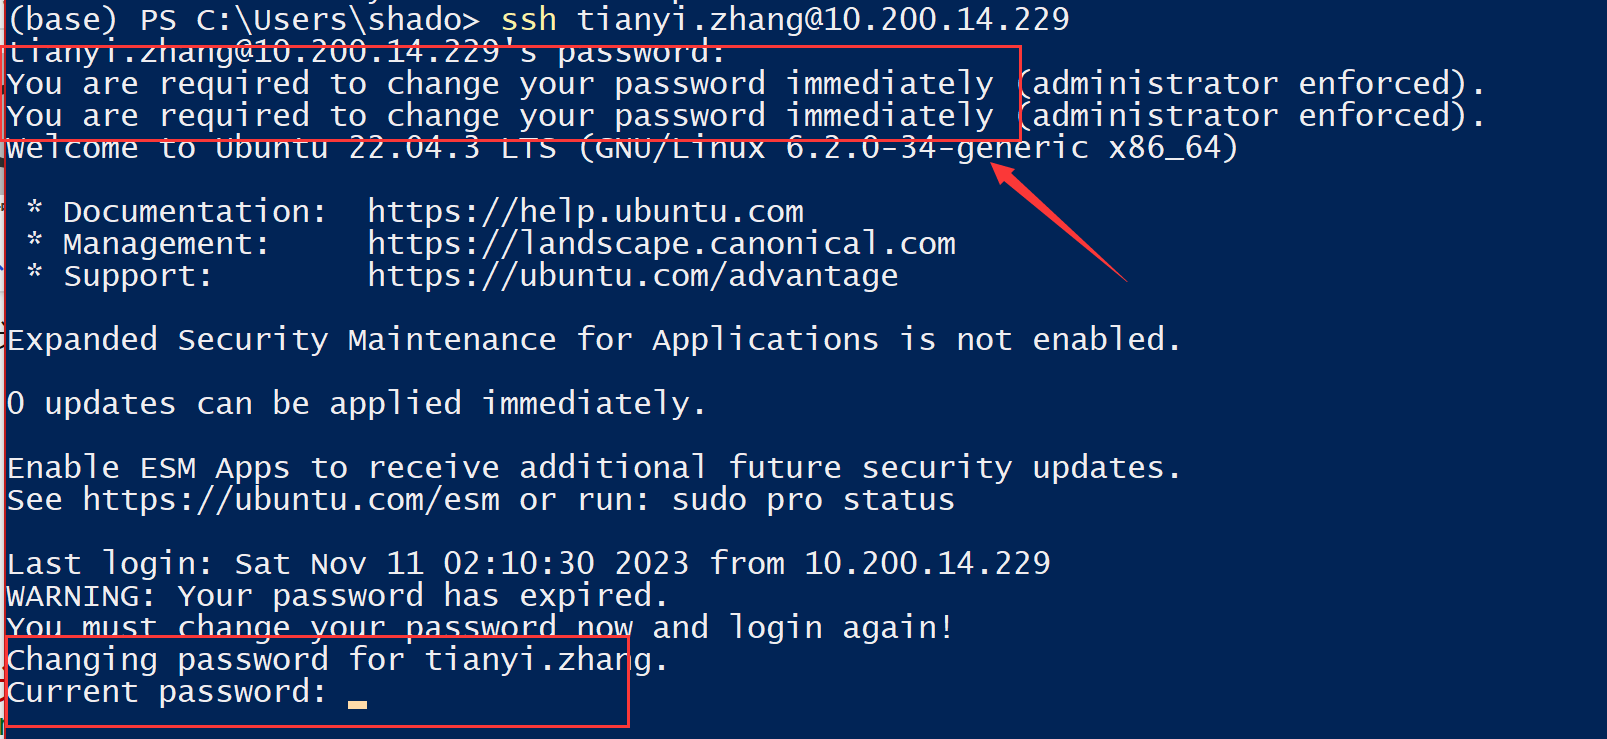 (base) PS C:\Users\shado> ssh tianyi.zhang@10.200.14.229
tianyi.zhang@10.200.14.229's password:
You are required to change your password immediately (administrator enforced).
You are required to change your password immediately (administrator enforced).
Welcome to Ubuntu 22.04.3 LTS (GNU/Linux 6.2.0-34-generic x86_64)
* Documentation: https://help.ubuntu.com
* Management: https://landscape.canonical.com
* Support: https://ubuntu.com/advantage
Expanded Security Maintenance for Applications is not enabled.
0 updates can be applied immediately.
Enable ESM Apps to receive additional future security updates.
See https://ubuntu.com/esm or run: sudo pro status
Last login: Sat Nov 11 02:10:30 2023 from 10.200.14.229
WARNING: Your password has expired.
You must change your password now and login again!
Changing password for tianyi.zhang.
Current password: